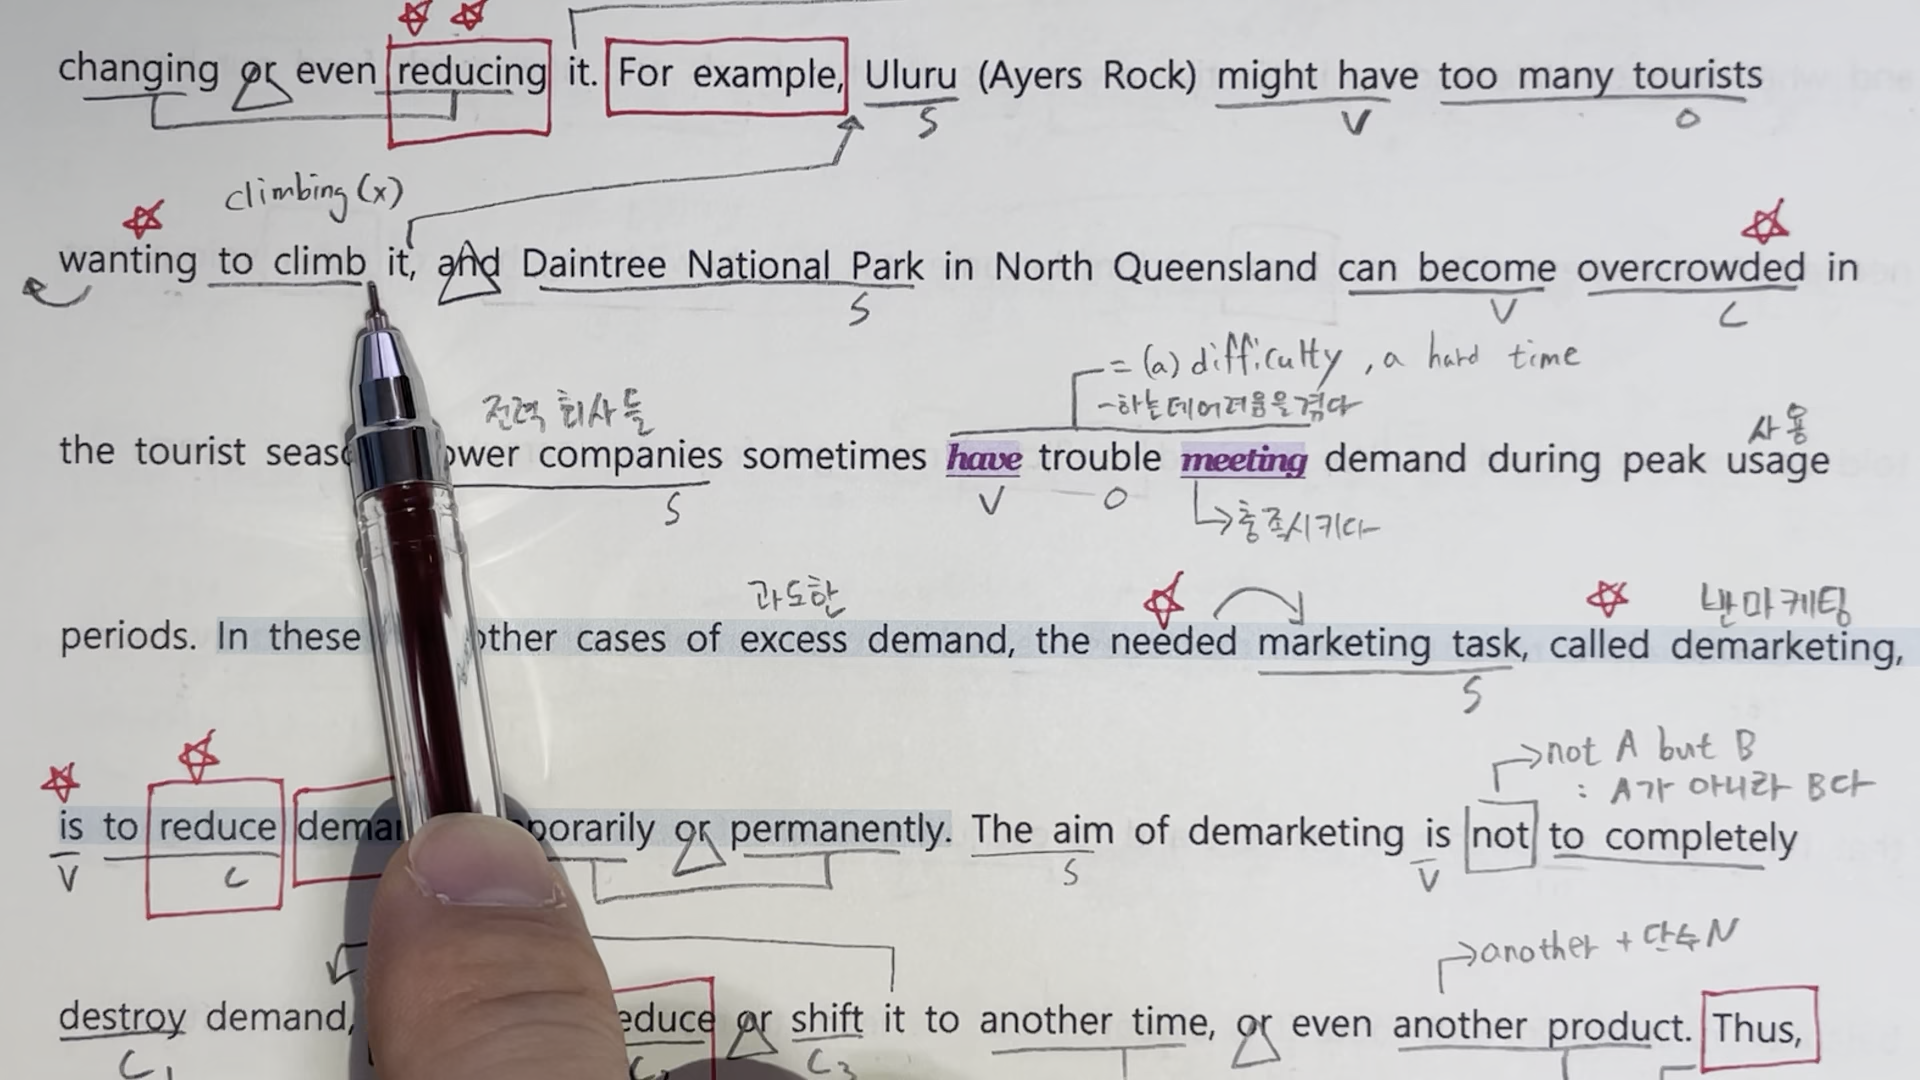 changing or even reducing it. For example, Uluru (Ayers Rock) might have too many tourists
S V O
climbing (x)
wanting to climb it, and Daintree National Park in North Queensland can become overcrowded in
S V C
= (a) difficulty, a hard time
전력 회사들 -하는데 어려움을 겪다 사용
the tourist seas ower companies sometimes have trouble meeting demand during peak usage
S V O →충족시키다
과도한 반마케팅
periods. In these other cases of excess demand, the needed marketing task, called demarketing,
S
→not A but B
: A가 아니라 B다
is to reduce dema porarily or permanently. The aim of demarketing is not to completely
V C S V
→another + 단수 N
destroy demand, educe or shift it to another time, or even another product. Thus,
C1 C2 C3